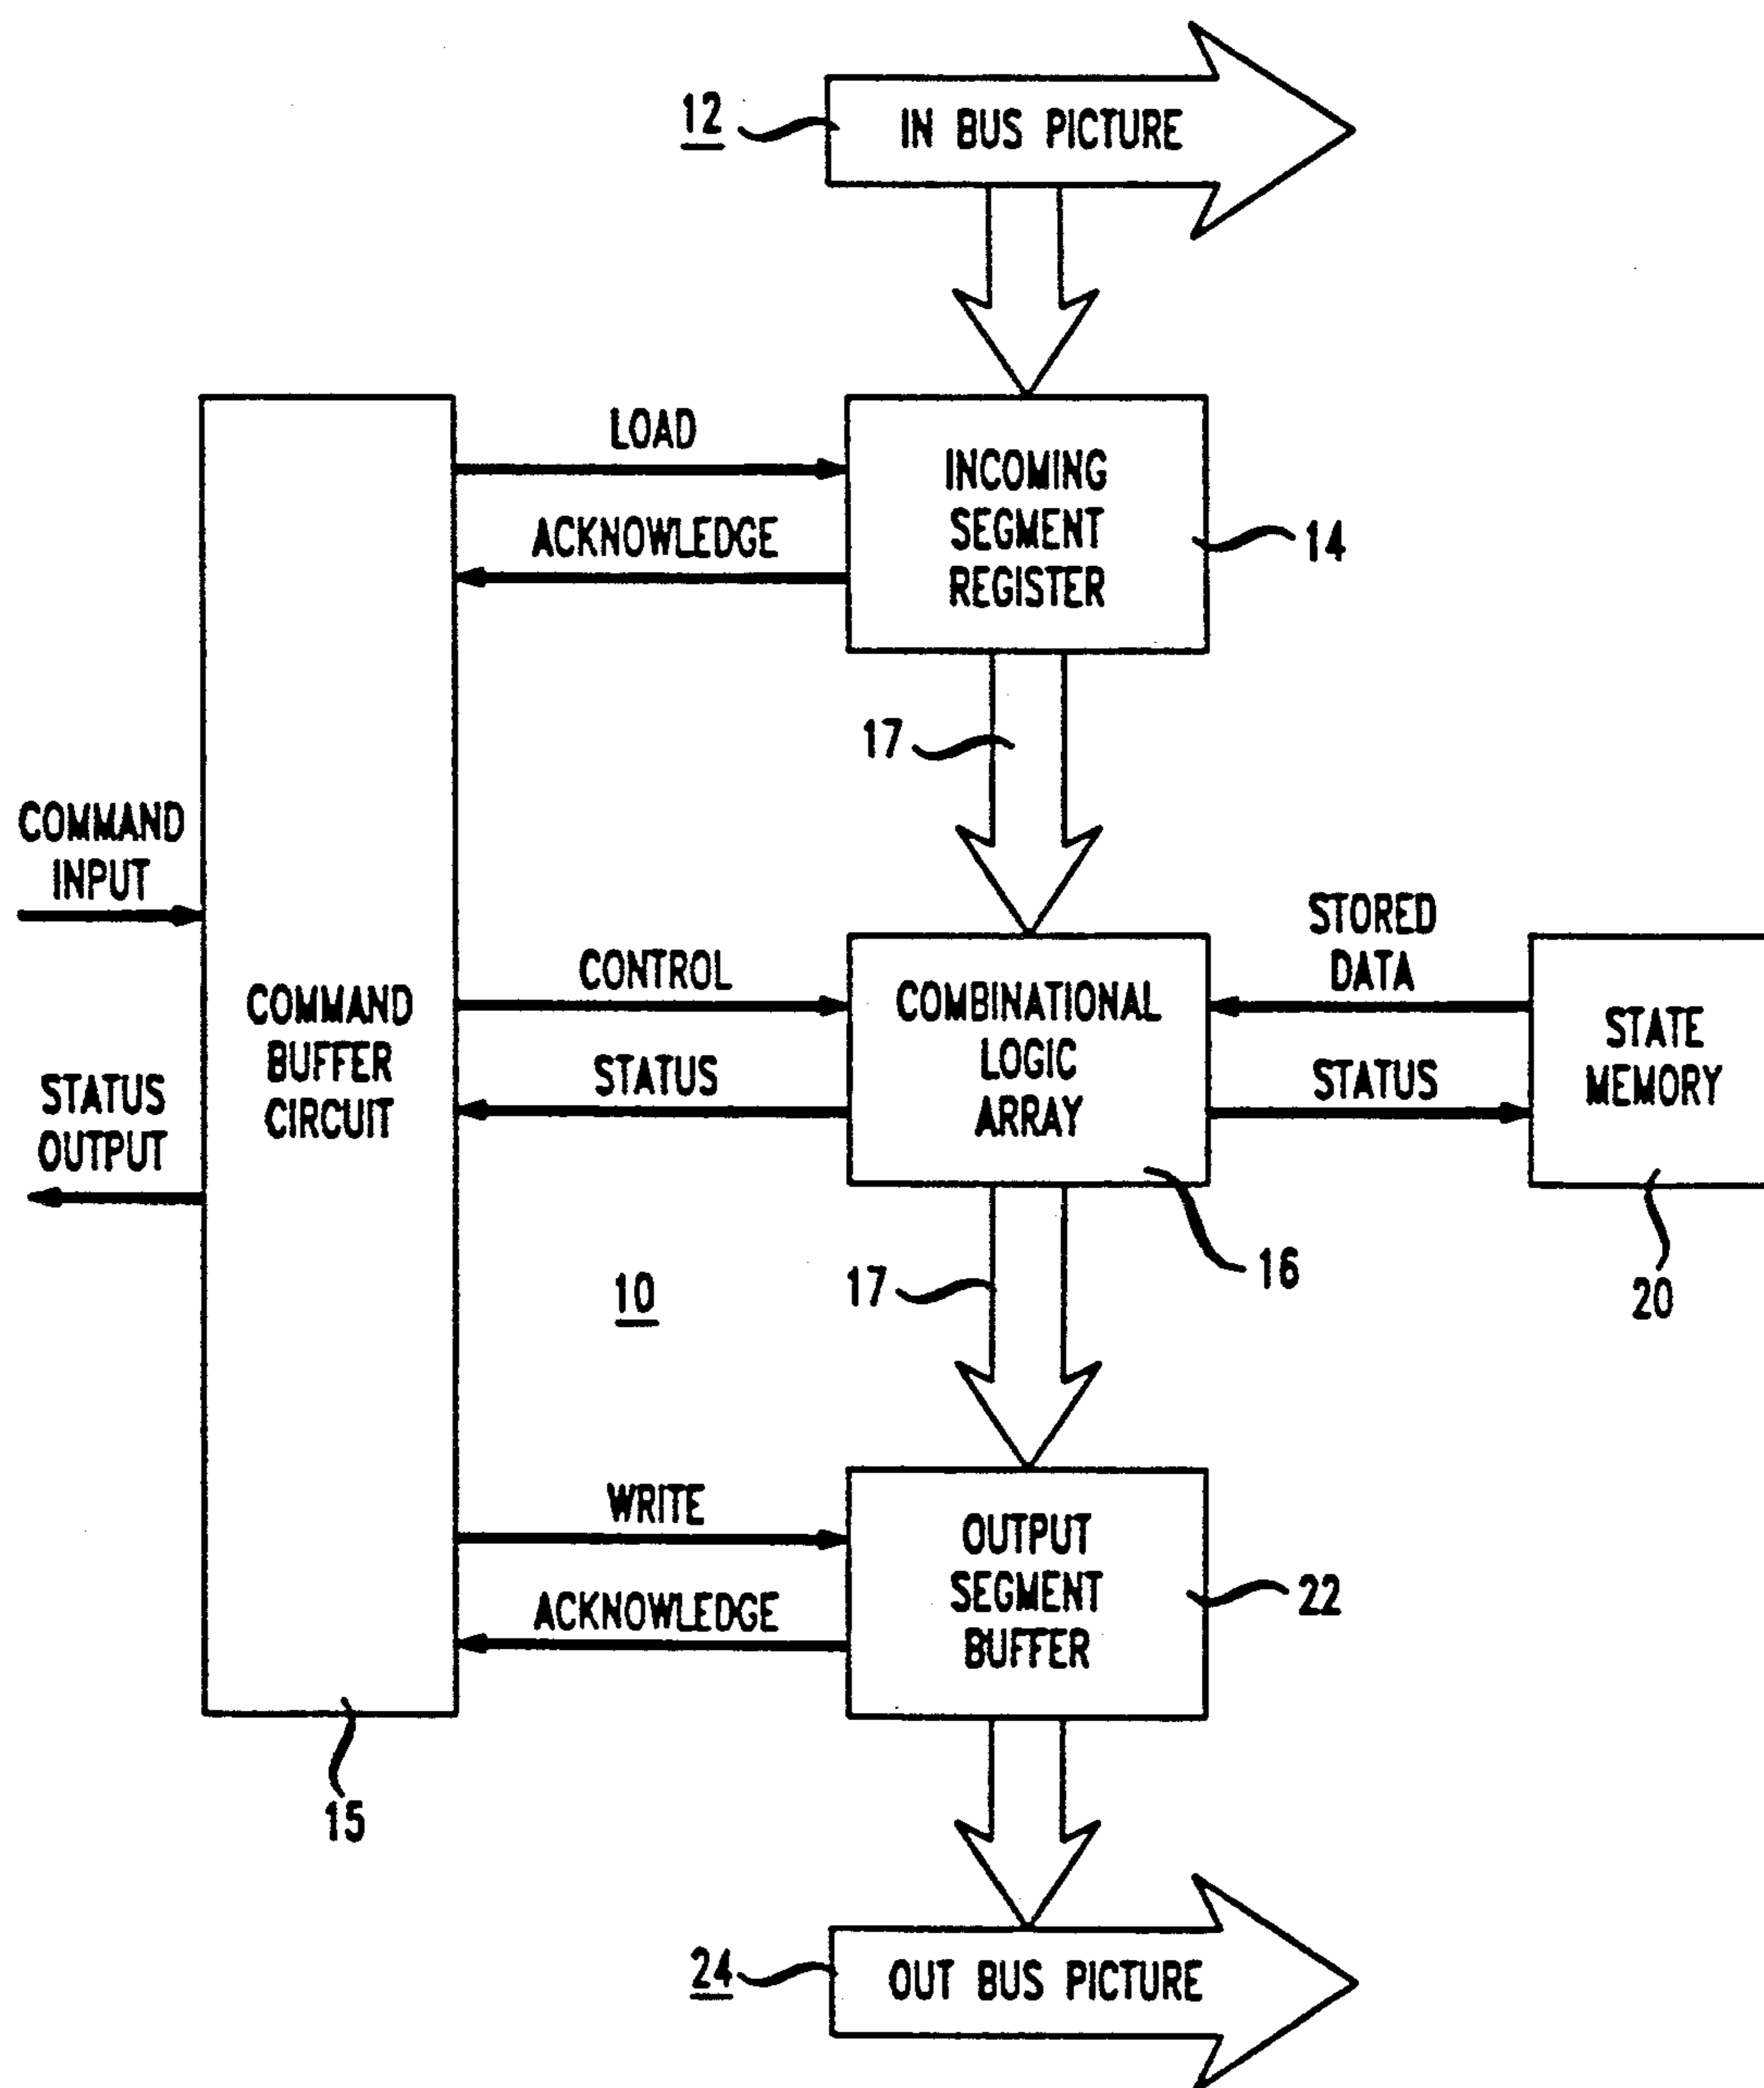 12
IN BUS PICTURE
LOAD
ACKNOWLEDGE
INCOMING
SEGMENT
REGISTER
14
17
COMMAND
INPUT
STATUS
OUTPUT
COMMAND
BUFFER
CIRCUIT
15
CONTROL
STATUS
COMBINATIONAL
LOGIC
ARRAY
16
STORED
DATA
STATUS
STATE
MEMORY
20
10
17
WRITE
ACKNOWLEDGE
OUTPUT
SEGMENT
BUFFER
22
24
OUT BUS PICTURE